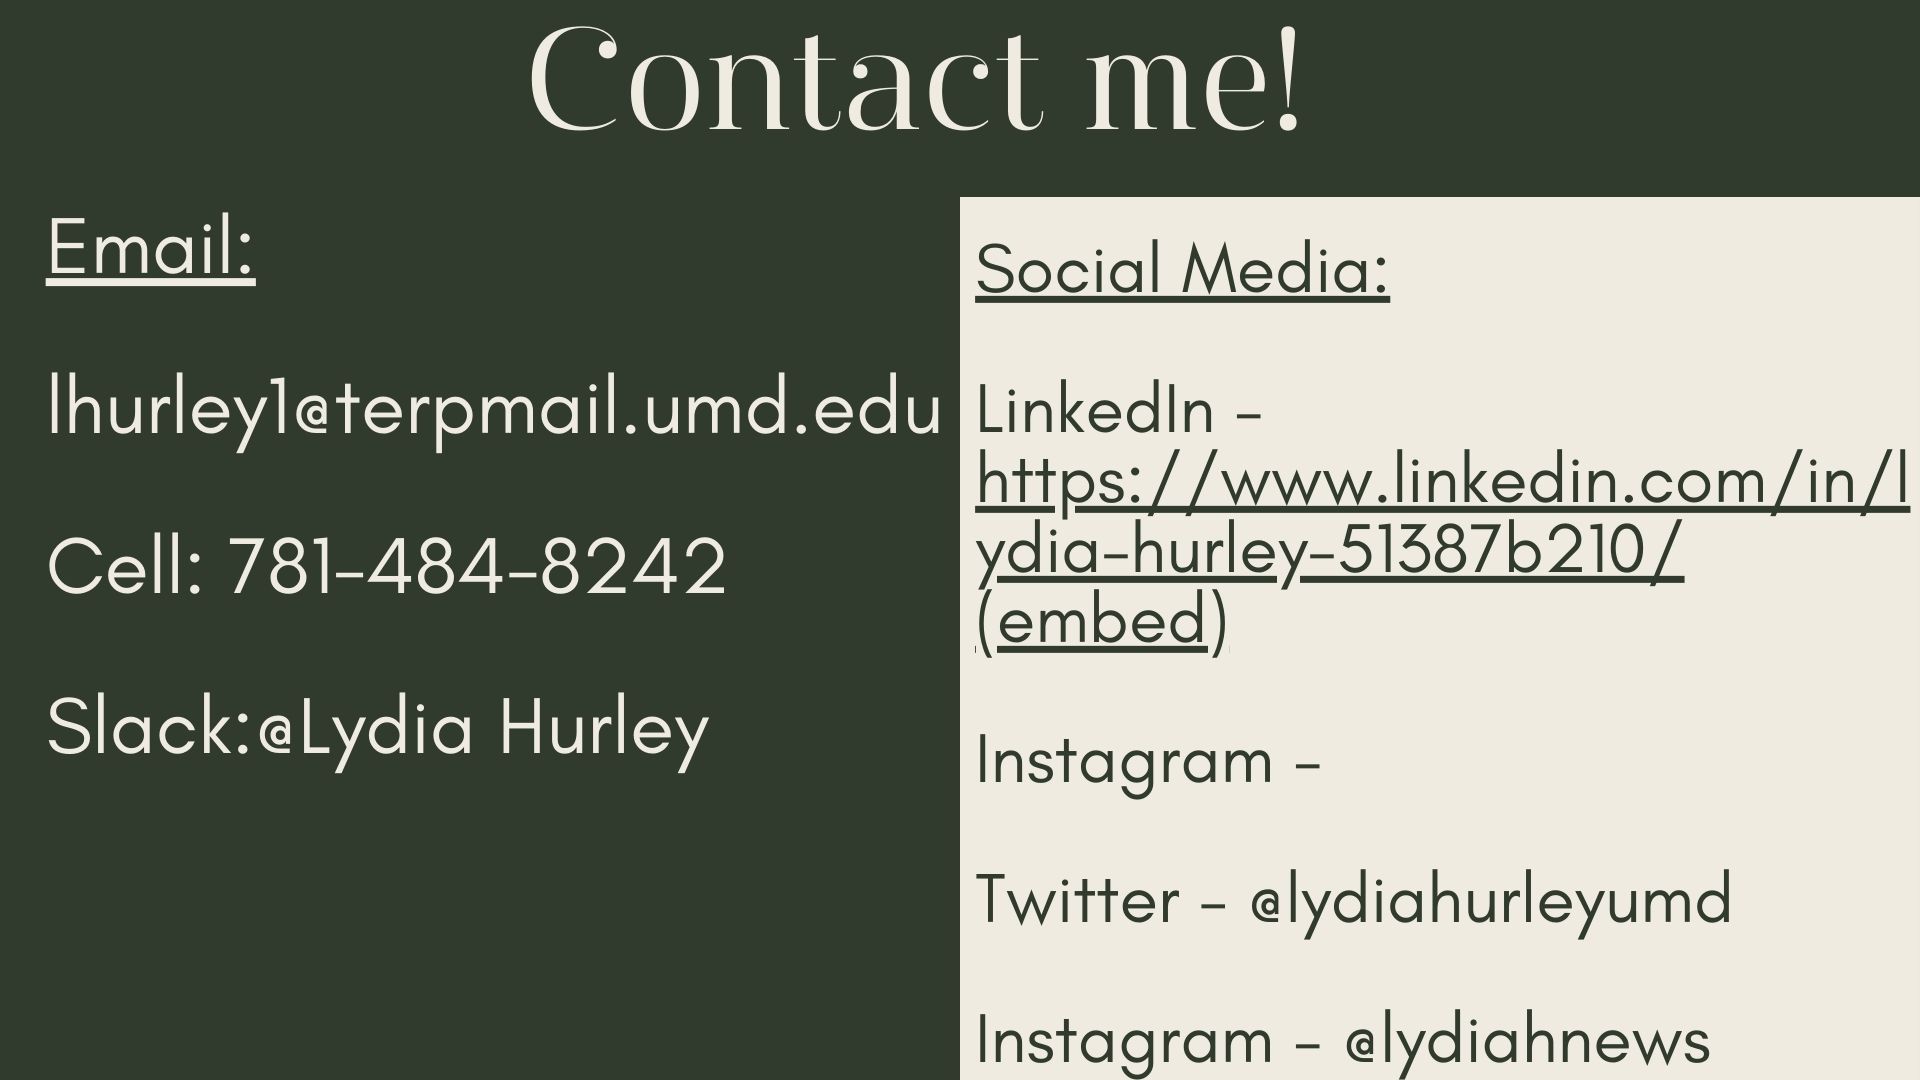 Contact me!
Email:
lhurley1@terpmail.umd.edu
Cell: 781-484-8242
Slack:@Lydia Hurley
Social Media:
LinkedIn -
https://www.linkedin.com/in/l
ydia-hurley-51387b210/
(embed)
Instagram -
Twitter - @lydiahurleyumd
Instagram - @lydiahnews